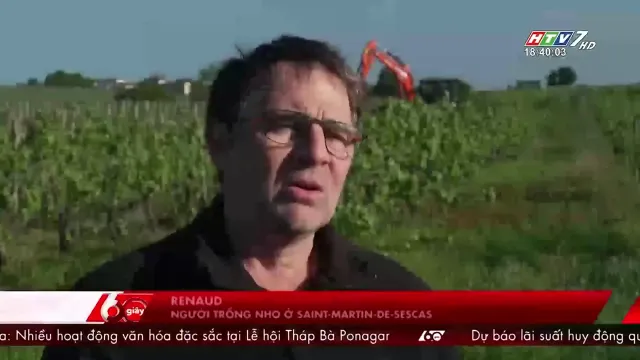 HTV7 HD
18:40:03
RENAUD
60 giây
NGƯỜI TRỒNG NHO Ở SAINT-MARTIN-DE-SESCAS
a: Nhiều hoạt động văn hóa đặc sắc tại Lễ hội Tháp Bà Ponagar 60 Dự báo lãi suất huy động qu